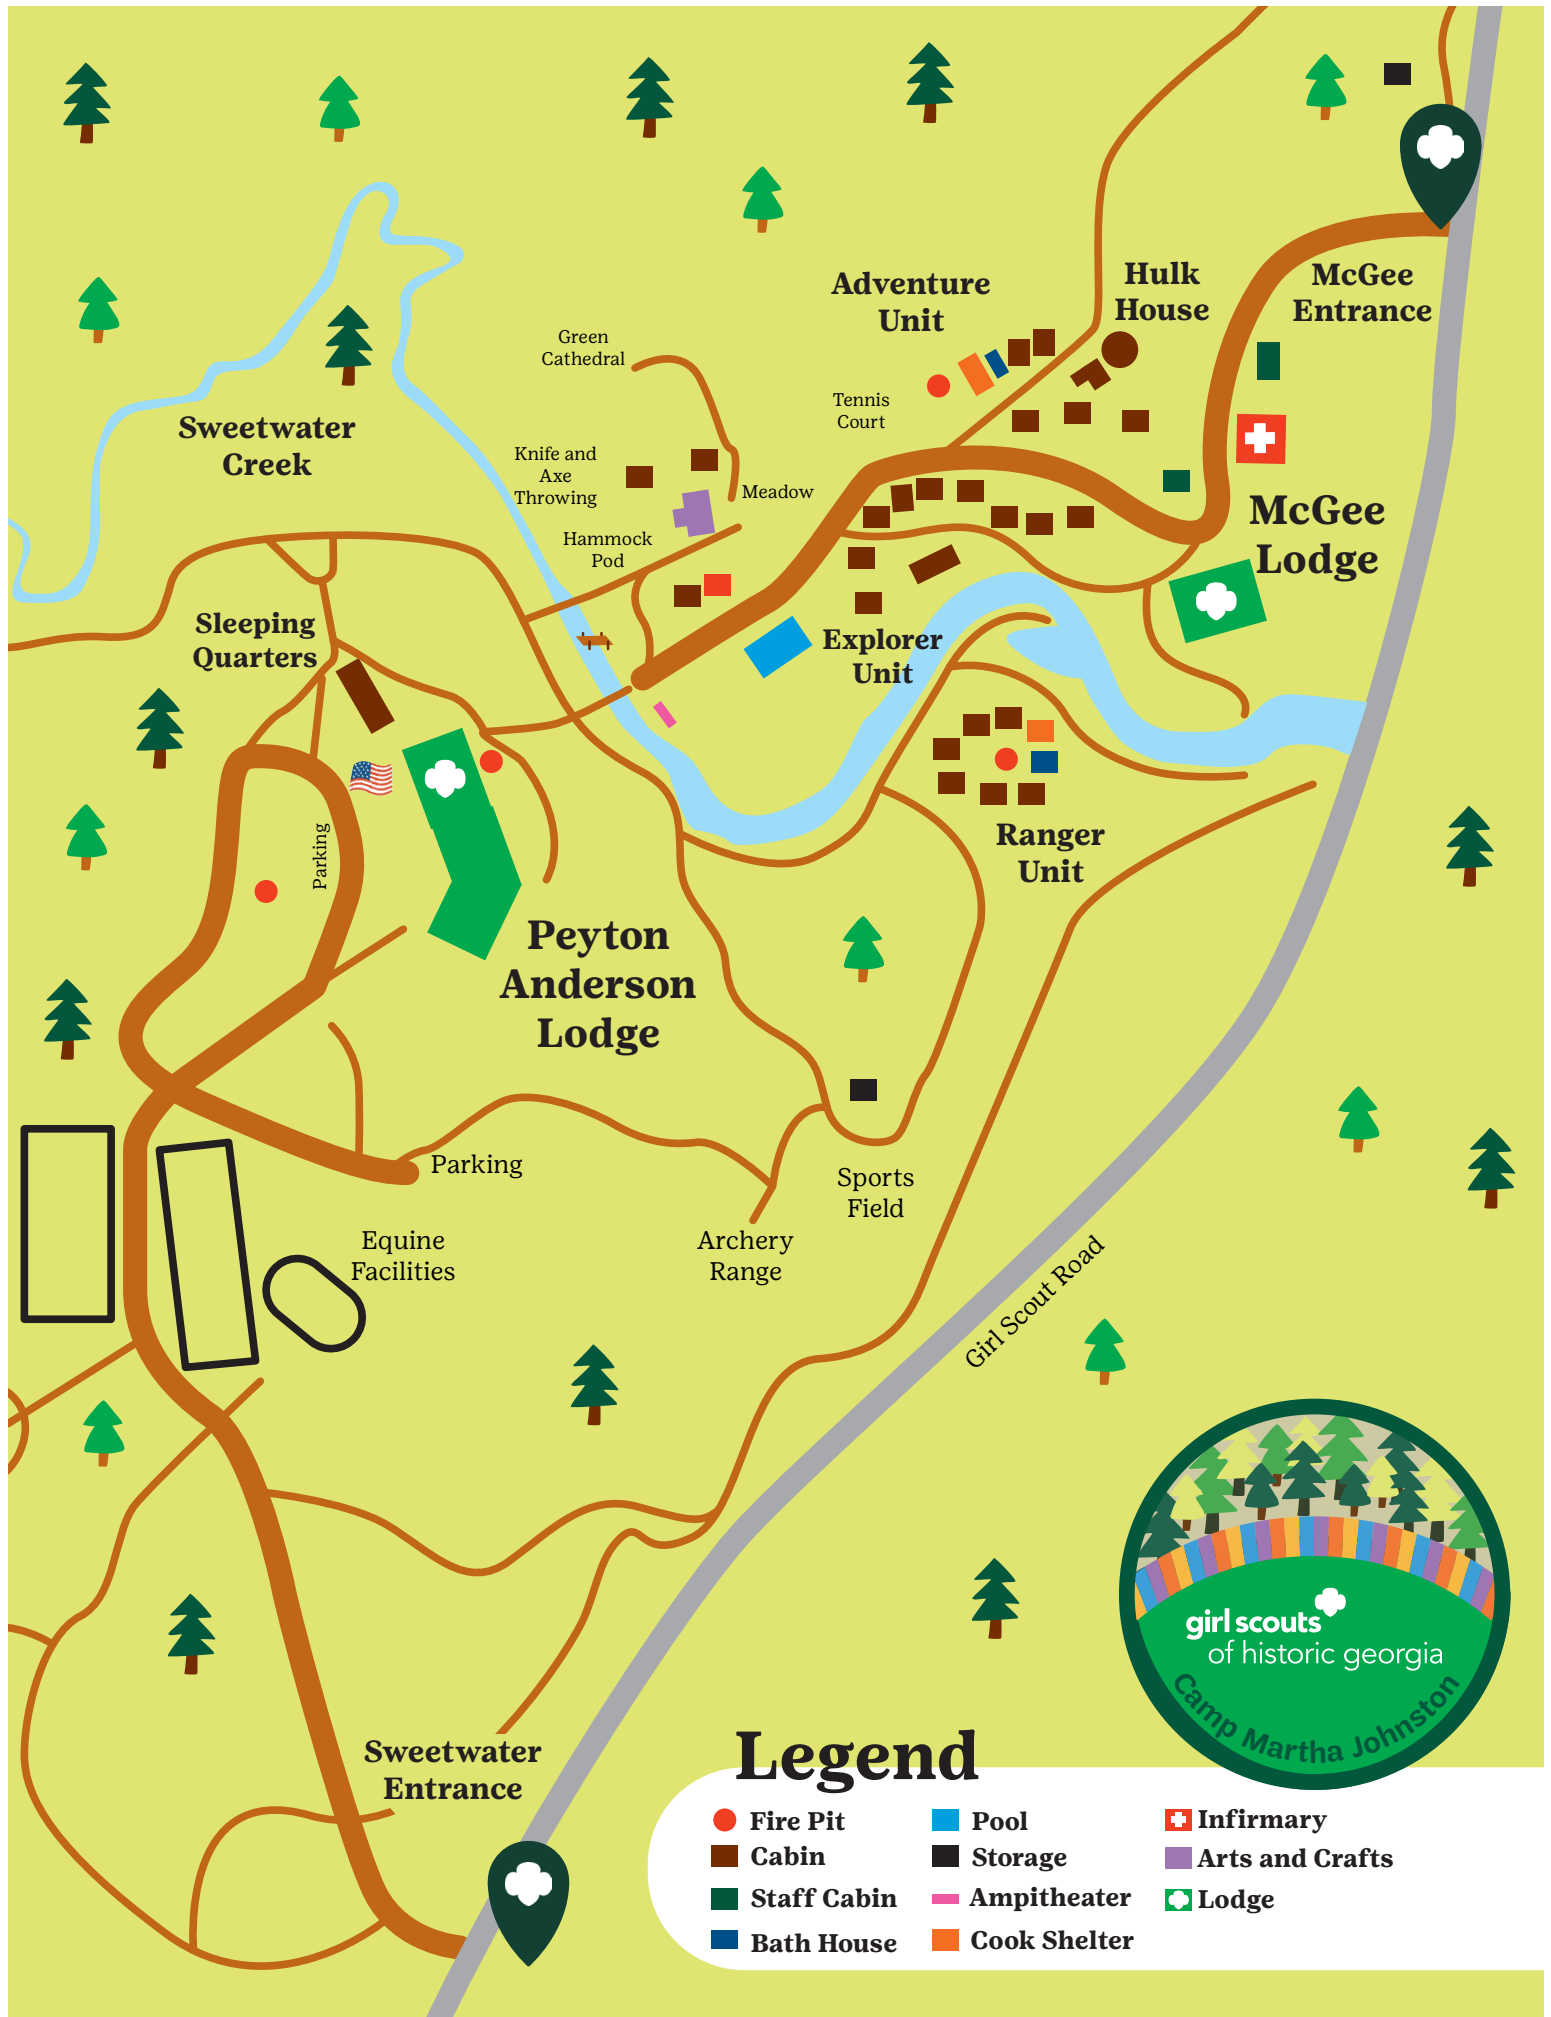 McGee
Entrance
Hulk
House
Adventure
Unit
Green
Cathedral
Tennis
Court
Sweetwater
Creek
Knife and
Axe
Throwing
Meadow
McGee
Lodge
Hammock
Pod
Sleeping
Quarters
Explorer
Unit
Ranger
Unit
Parking
Peyton
Anderson
Lodge
Parking
Sports
Field
Equine
Facilities
Archery
Range
Girl Scout Road
girl scouts
of historic georgia
Camp Martha Johnston
Sweetwater
Entrance
Legend
Fire Pit
Cabin
Staff Cabin
Bath House
Pool
Storage
Ampitheater
Cook Shelter
Infirmary
Arts and Crafts
Lodge